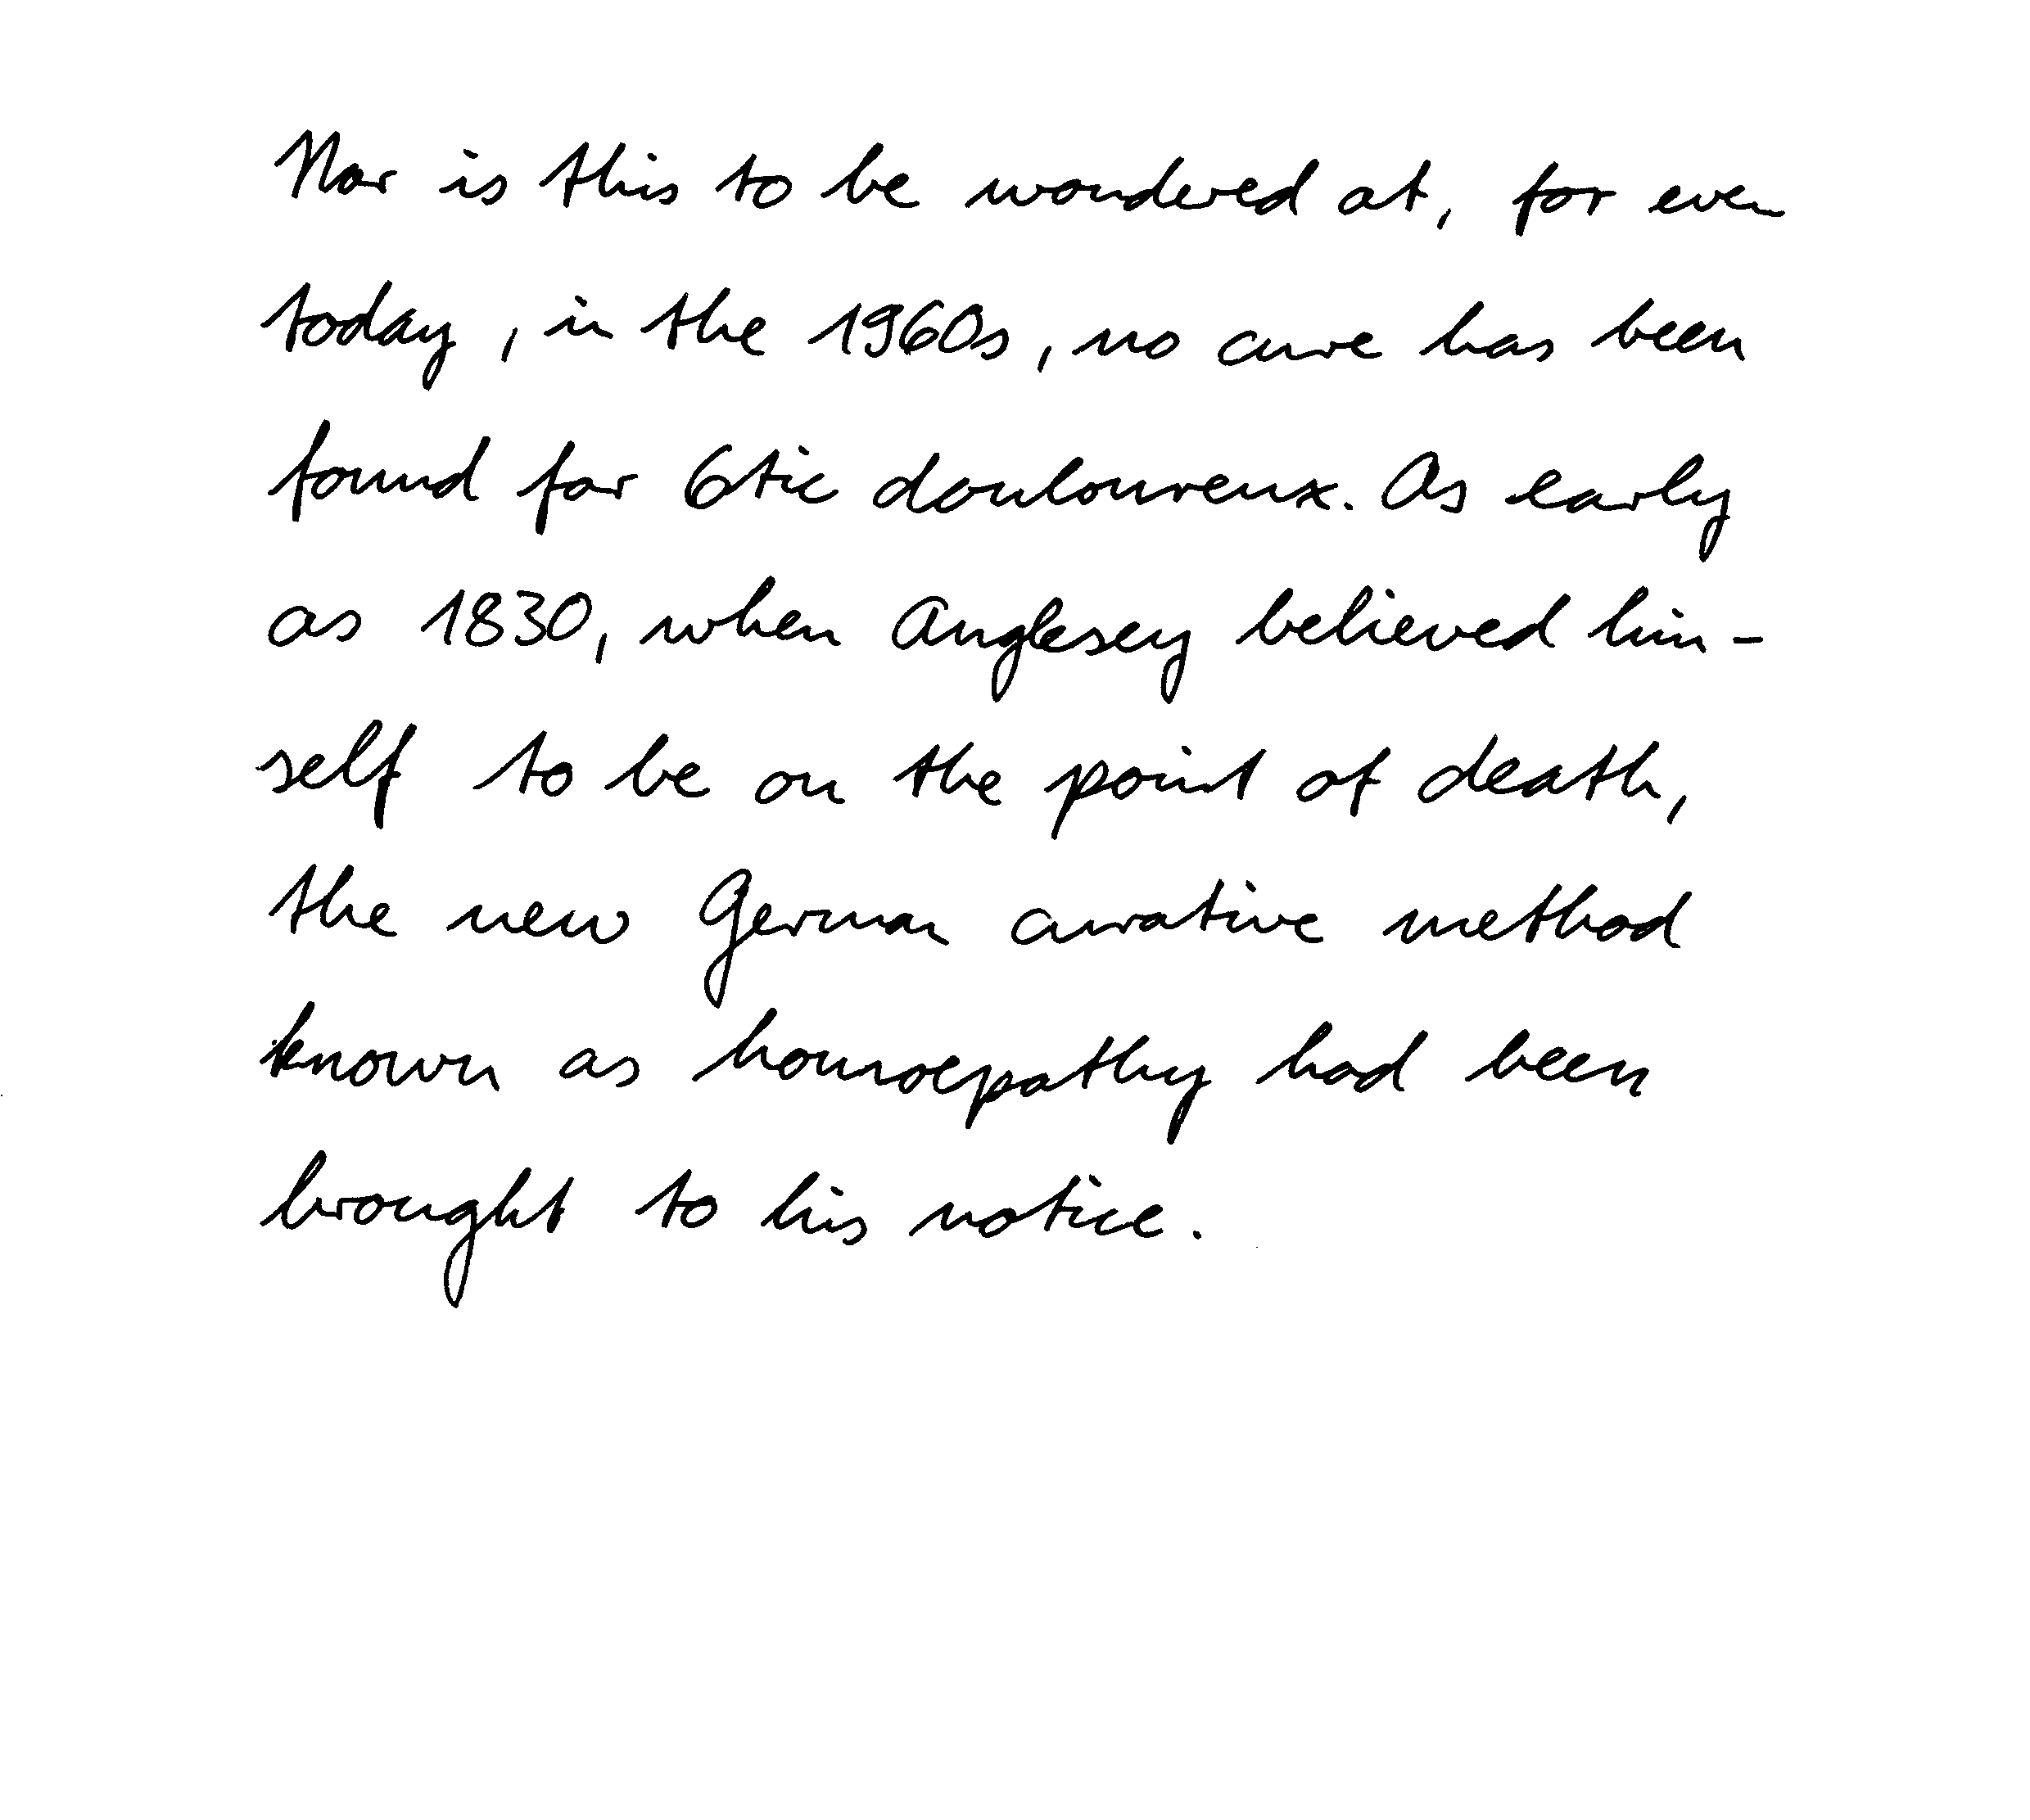 Nor is this to be wondered at, for even
today, in the 1960s, no cure has been
found for 6tic douloureux. As early
as 1830, when Anglesey believed him-
self to be on the point of death,
the new German curative method
known as homoepathy had been
brought to his notice.